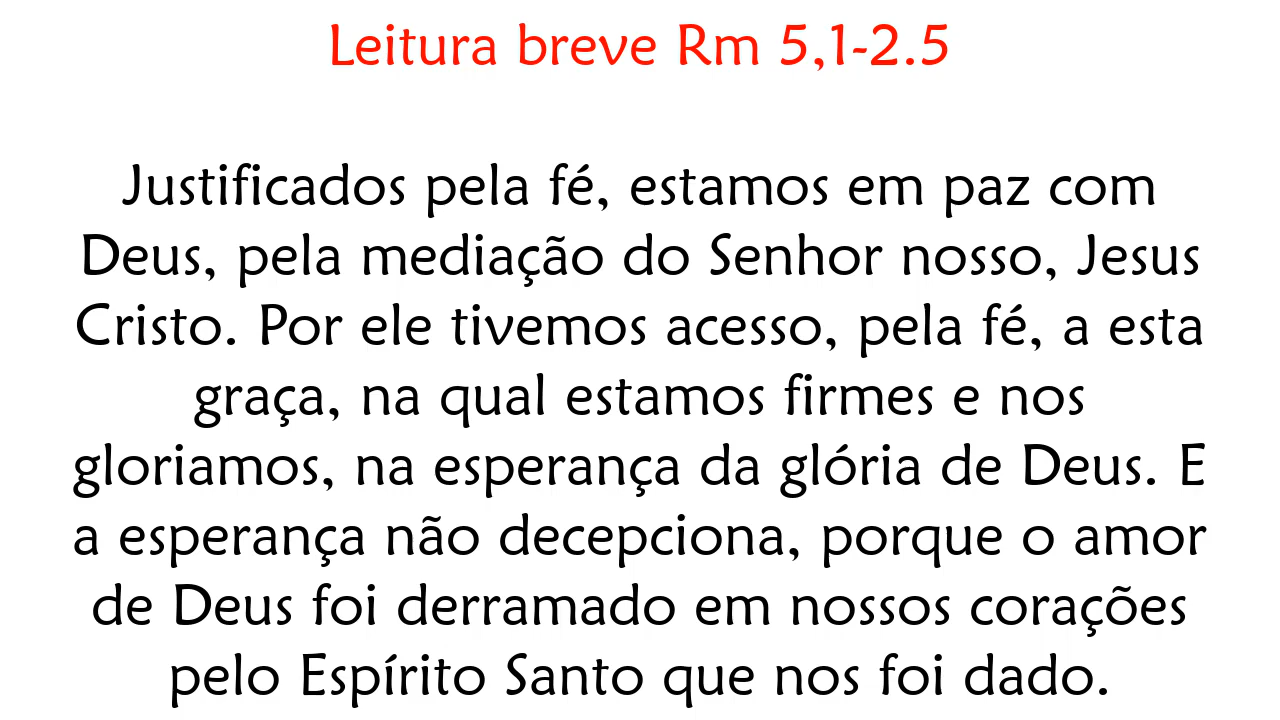 Leitura breve Rm 5,1-2.5
Justificados pela fé, estamos em paz com
Deus, pela mediação do Senhor nosso, Jesus
Cristo. Por ele tivemos acesso, pela fé, a esta
graça, na qual estamos firmes e nos
gloriamos, na esperança da glória de Deus. E
a esperança não decepciona, porque o amor
de Deus foi derramado em nossos corações
pelo Espírito Santo que nos foi dado.